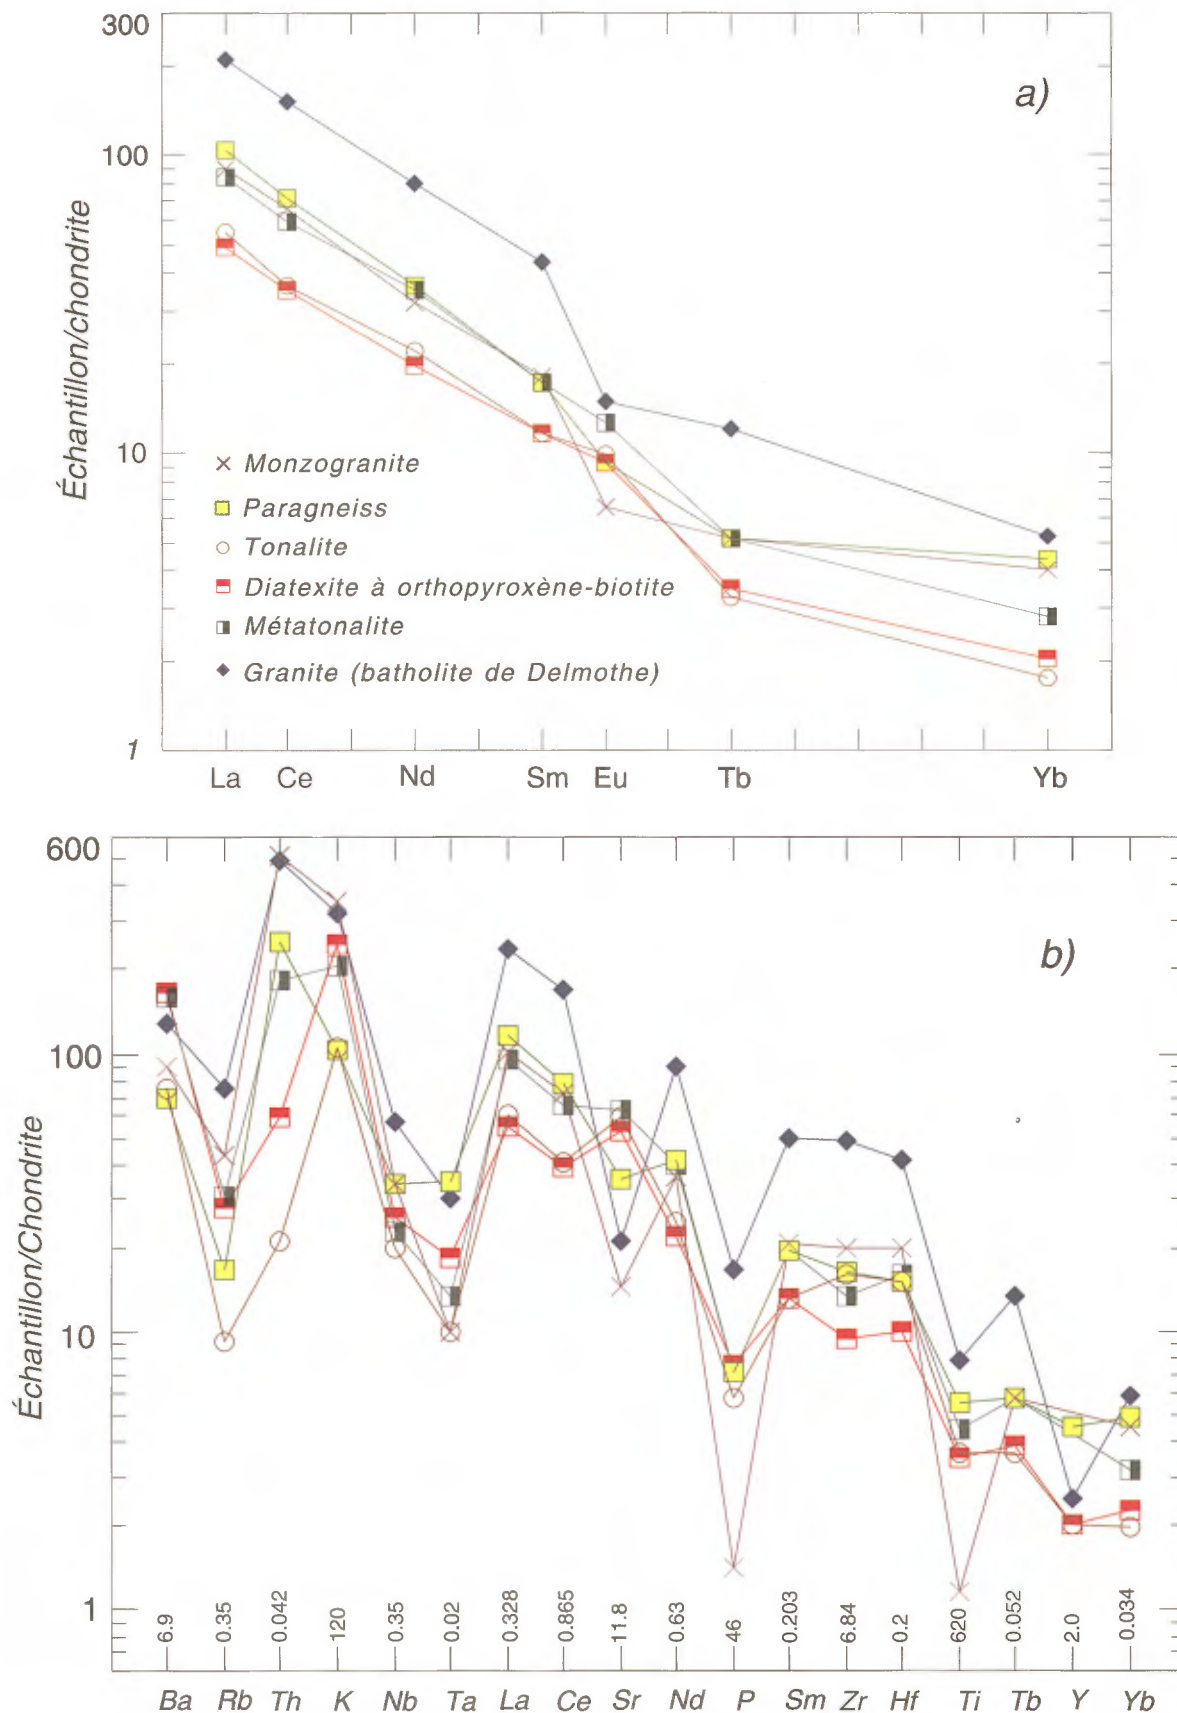 300
a)
100
Échantillon/chondrite
10
Monzogranite
Paragneiss
Tonalite
Diatexite à orthopyroxène-biotite
Métatonalite
Granite (batholite de Delmothe)
1
La Ce Nd Sm Eu Tb Yb
600
b)
100
Échantillon/Chondrite
10
1
6.9 0.35 0.042 120 0.35 0.02 0.328 0.865 11.8 0.63 46 0.203 6.84 0.2 620 0.052 2.0 0.034
Ba Rb Th K Nb Ta La Ce Sr Nd P Sm Zr Hf Ti Tb Y Yb